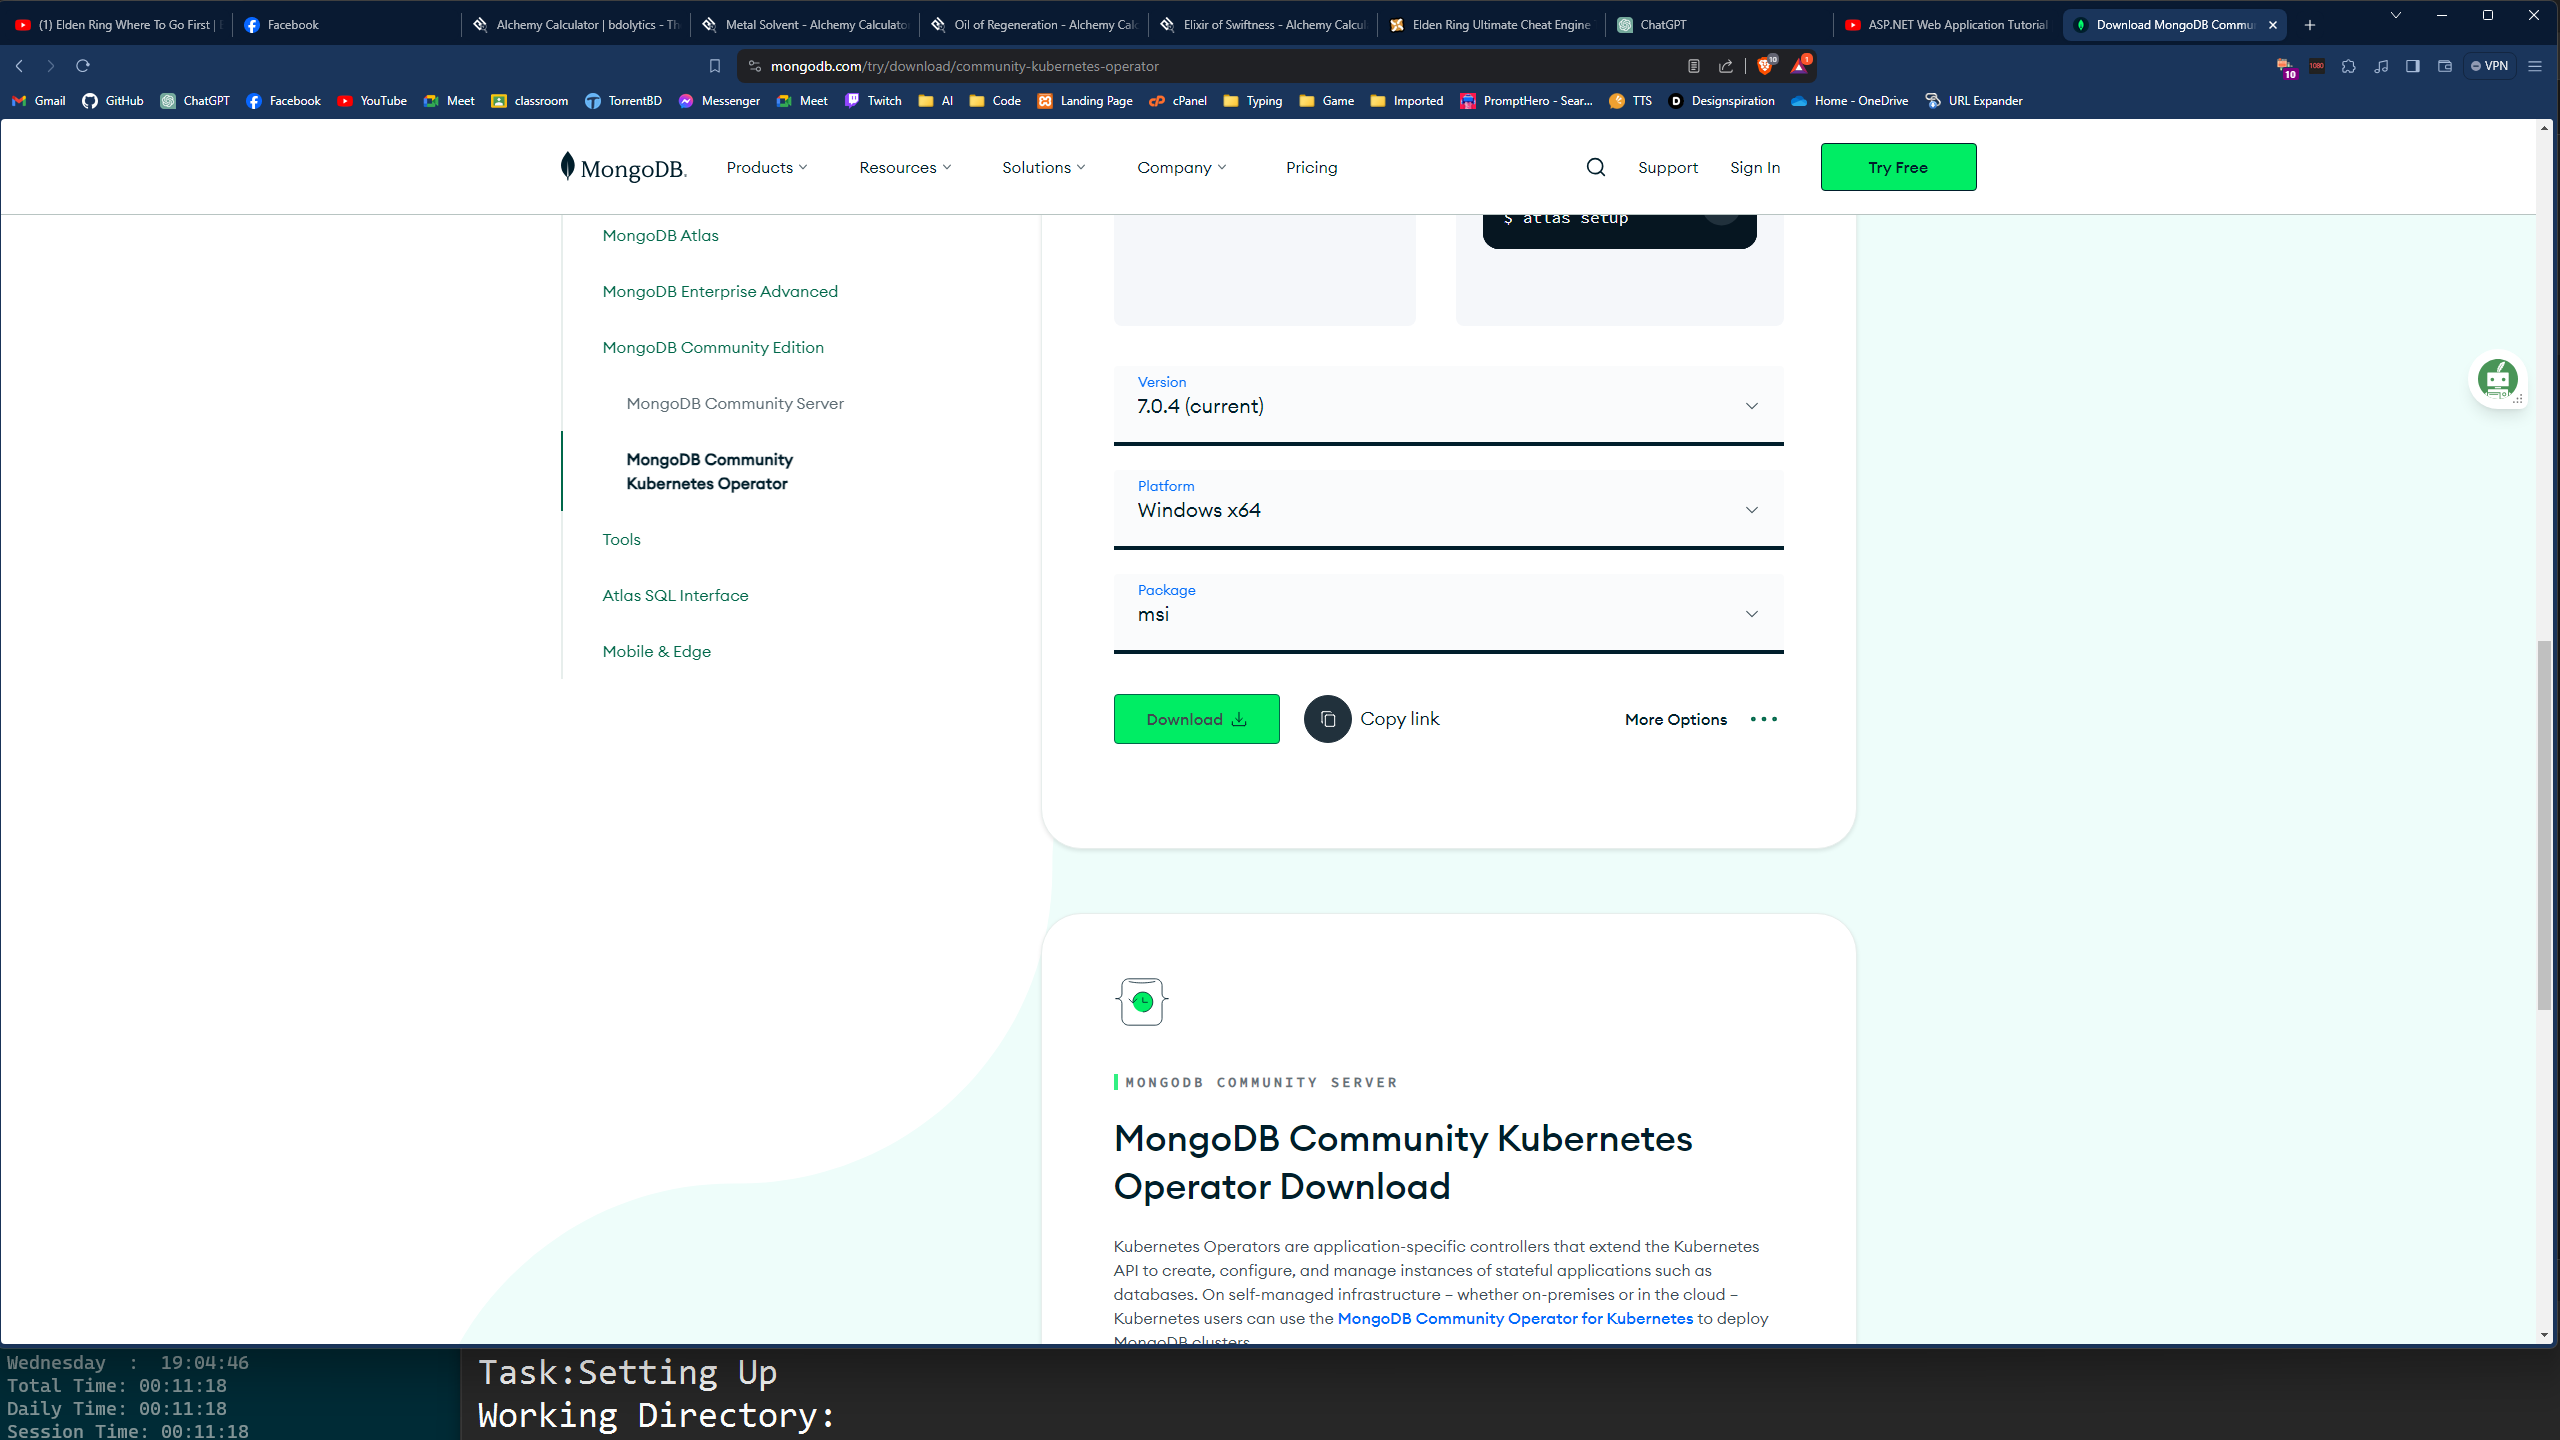 (1) Elden Ring Where To Go First |
Facebook
Alchemy Calculator | bdolytics - Th
Metal Solvent - Alchemy Calculator
Oil of Regeneration - Alchemy Calc
Elixir of Swiftness - Alchemy Calcul
Elden Ring Ultimate Cheat Engine
ChatGPT
ASP.NET Web Application Tutorial
Download MongoDB Commu
mongodb.com/try/download/community-kubernetes-operator
10
1
10
1080
VPN
Gmail
GitHub
ChatGPT
Facebook
YouTube
Meet
classroom
TorrentBD
Messenger
Meet
Twitch
AI
Code
Landing Page
cPanel
Typing
Game
Imported
PromptHero - Sear...
TTS
Designspiration
Home - OneDrive
URL Expander
MongoDB.
Products
Resources
Solutions
Company
Pricing
Support
Sign In
Try Free
MongoDB Atlas
MongoDB Enterprise Advanced
MongoDB Community Edition
MongoDB Community Server
MongoDB Community
Kubernetes Operator
Tools
Atlas SQL Interface
Mobile & Edge
$ atlas setup
Version
7.0.4 (current)
Platform
Windows x64
Package
msi
Download
Copy link
More Options
MONGODB COMMUNITY SERVER
MongoDB Community Kubernetes
Operator Download
Kubernetes Operators are application-specific controllers that extend the Kubernetes
API to create, configure, and manage instances of stateful applications such as
databases. On self-managed infrastructure – whether on-premises or in the cloud –
Kubernetes users can use the MongoDB Community Operator for Kubernetes to deploy
MongoDB clusters.
Wednesday : 19:04:46
Total Time: 00:11:18
Daily Time: 00:11:18
Session Time: 00:11:18
Task:Setting Up
Working Directory: